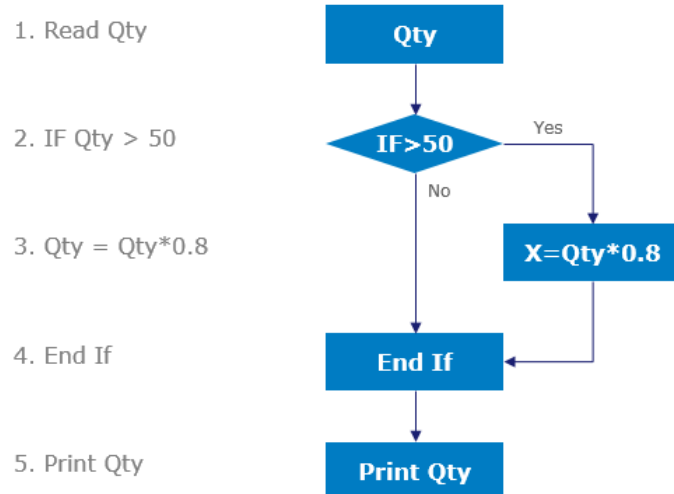 1. Read Qty
Qty
2. IF Qty > 50
IF>50
Yes
No
3. Qty = Qty*0.8
X=Qty*0.8
4. End If
End If
5. Print Qty
Print Qty